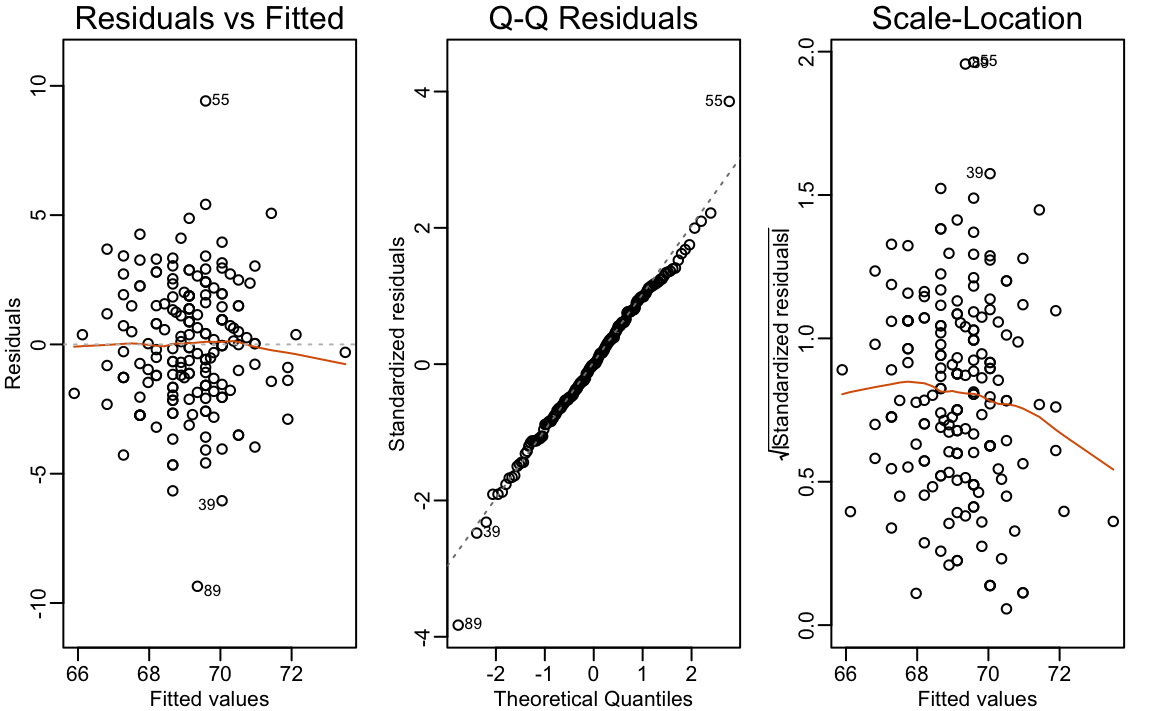 Residuals vs Fitted
Residuals
10
5
0
-5
-10
55
39
89
66 68 70 72
Fitted values
Q-Q Residuals
Standardized residuals
4
2
0
-2
-4
55
39
89
-2 -1 0 1 2
Theoretical Quantiles
Scale-Location
√|Standardized residuals|
2.0
1.5
1.0
0.5
0.0
55
39
66 68 70 72
Fitted values